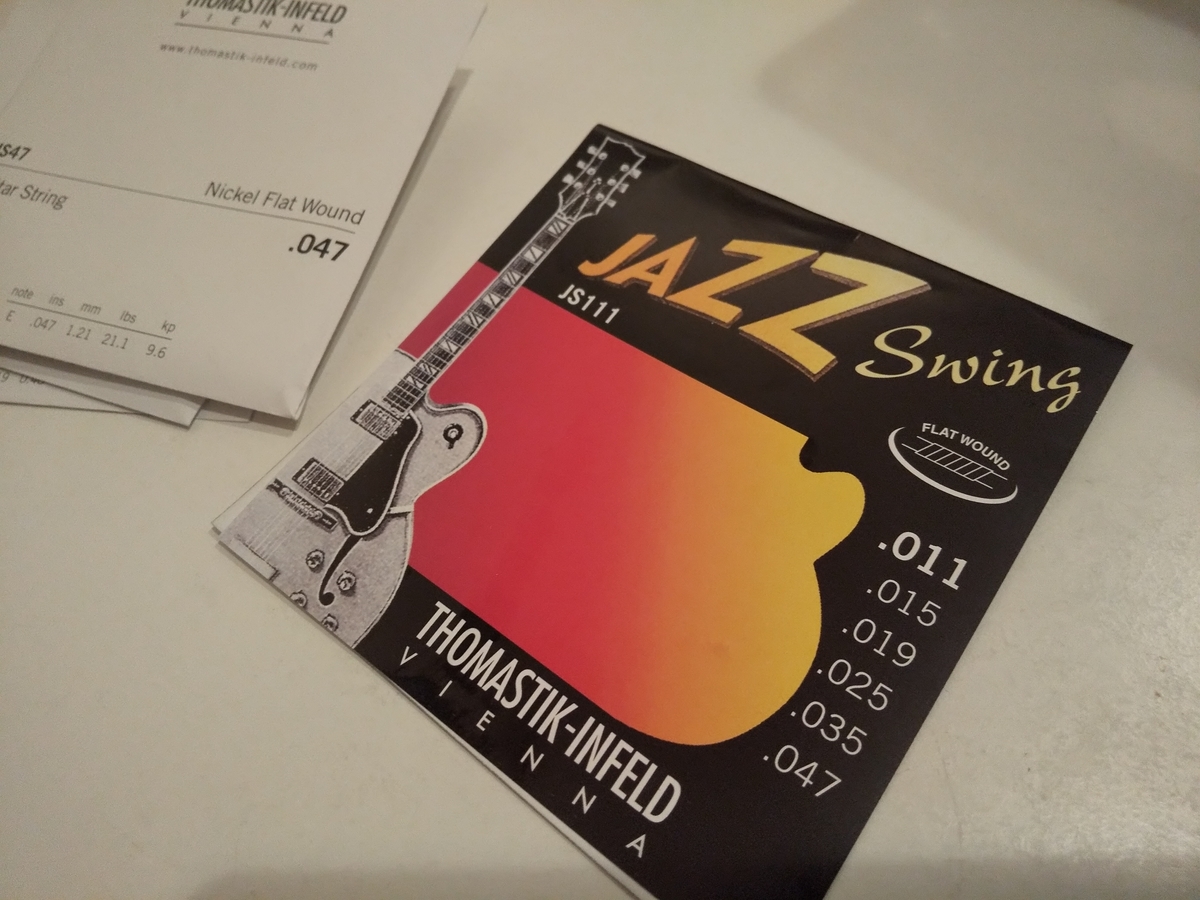 THOMASTIK-INFELD
VIENNA
www.thomastik-infeld.com
JS47
Nickel Flat Wound
String
.047
note ins mm lbs kp
E .047 1.21 21.1 9.6
JAZZ
Swing
JS111
FLAT WOUND
.011
.015
.019
.025
.035
.047
THOMASTIK-INFELD
VIENNA